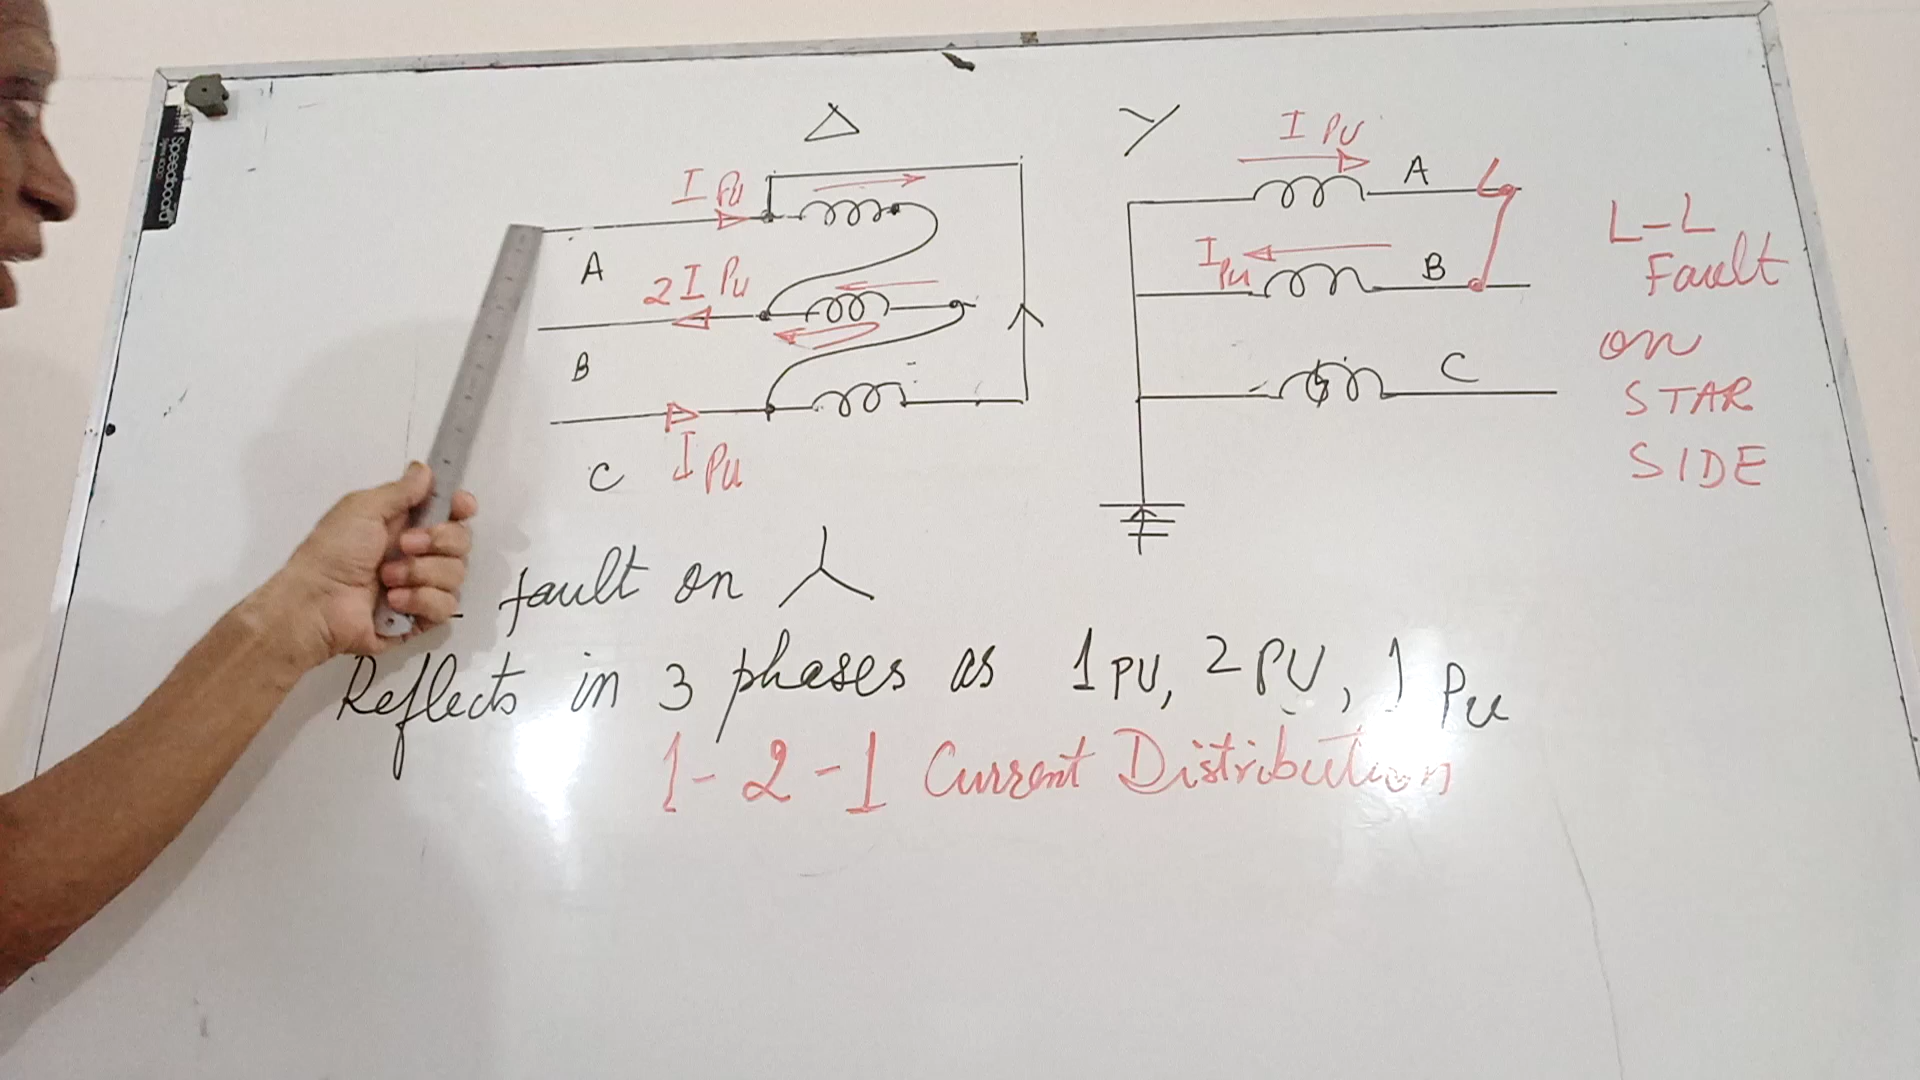 Speedboard
Δ
Y
I PU
I PU
A
A
2 I PU
I PU
B
B
C
C
I PU
L-L
Fault
on
STAR
SIDE
fault on
Reflects in 3 phases as 1 PU, 2 PU, 1 PU
1-2-1 Current Distribution